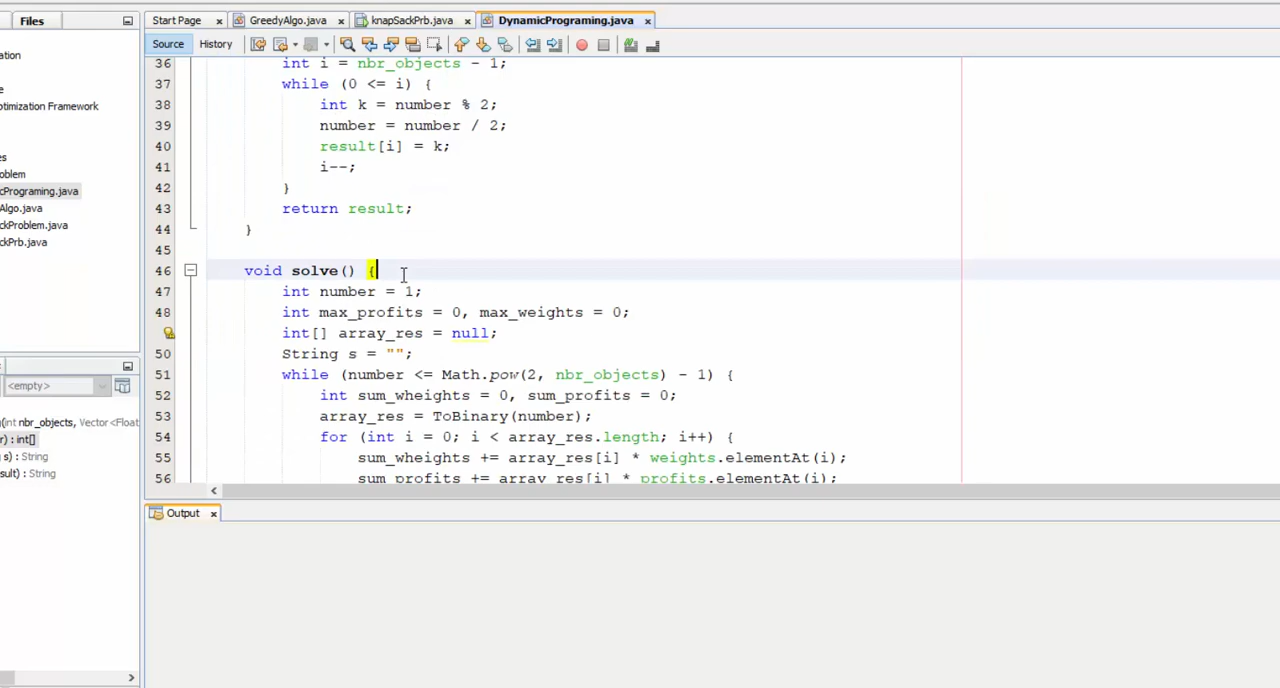 Files
Start Page GreedyAlgo.java knapSackPrb.java DynamicPrograming.java
Source History
ation
e
ptimization Framework
es
oblem
cPrograming.java
Algo.java
ckProblem.java
ckPrb.java
36 int i = nbr_objects - 1;
37 while (0 <= i) {
38 int k = number % 2;
39 number = number / 2;
40 result[i] = k;
41 i--;
42 }
43 return result;
44 }
45
46 void solve() {
47 int number = 1;
48 int max_profits = 0, max_weights = 0;
int[] array_res = null;
50 String s = "";
51 while (number <= Math.pow(2, nbr_objects) - 1) {
52 int sum_wheights = 0, sum_profits = 0;
53 array_res = ToBinary(number);
54 for (int i = 0; i < array_res.length; i++) {
55 sum_wheights += array_res[i] * weights.elementAt(i);
56 sum_profits += array_res[i] * profits.elementAt(i);
<empty>
g(int nbr_objects, Vector<Float
r) : int[]
g s) : String
sult) : String
Output